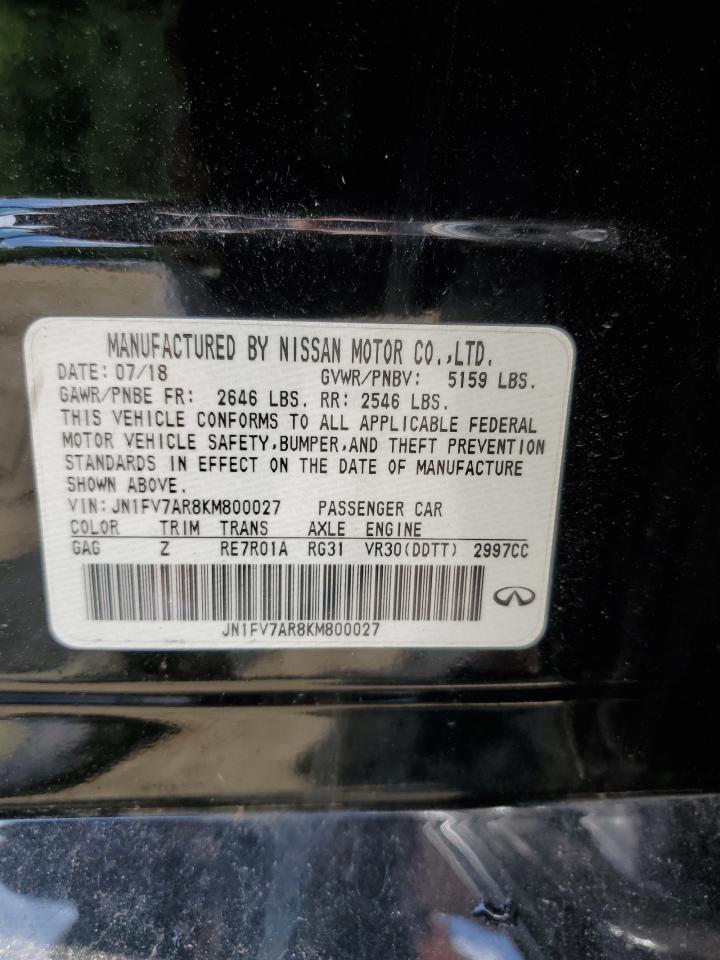 MANUFACTURED BY NISSAN MOTOR CO.,LTD.
DATE: 07/18 GVWR/PNBV: 5159 LBS.
GAWR/PNBE FR: 2646 LBS. RR: 2546 LBS.
THIS VEHICLE CONFORMS TO ALL APPLICABLE FEDERAL
MOTOR VEHICLE SAFETY,BUMPER,AND THEFT PREVENTION
STANDARDS IN EFFECT ON THE DATE OF MANUFACTURE
SHOWN ABOVE.
VIN:JN1FV7AR8KM800027 PASSENGER CAR
COLOR TRIM TRANS AXLE ENGINE
GAG Z RE7R01A RG31 VR30(DDTT) 2997CC
JN1FV7AR8KM800027